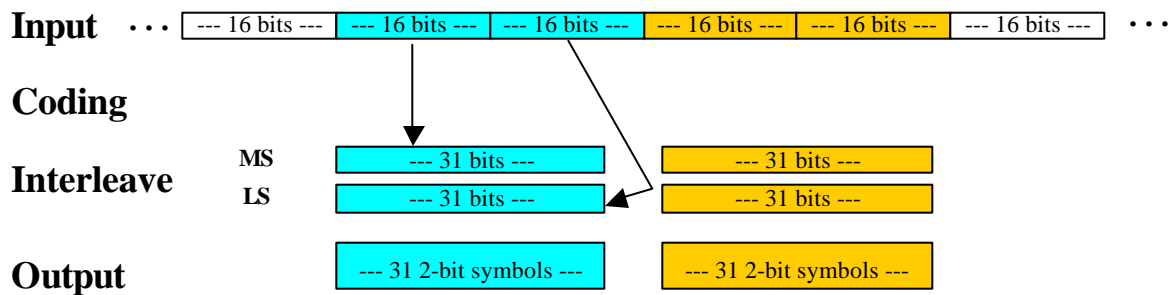 Input ··· --- 16 bits --- --- 16 bits --- --- 16 bits --- --- 16 bits --- --- 16 bits --- --- 16 bits --- ···
Coding
MS --- 31 bits --- --- 31 bits ---
Interleave
LS --- 31 bits --- --- 31 bits ---
Output --- 31 2-bit symbols --- --- 31 2-bit symbols ---